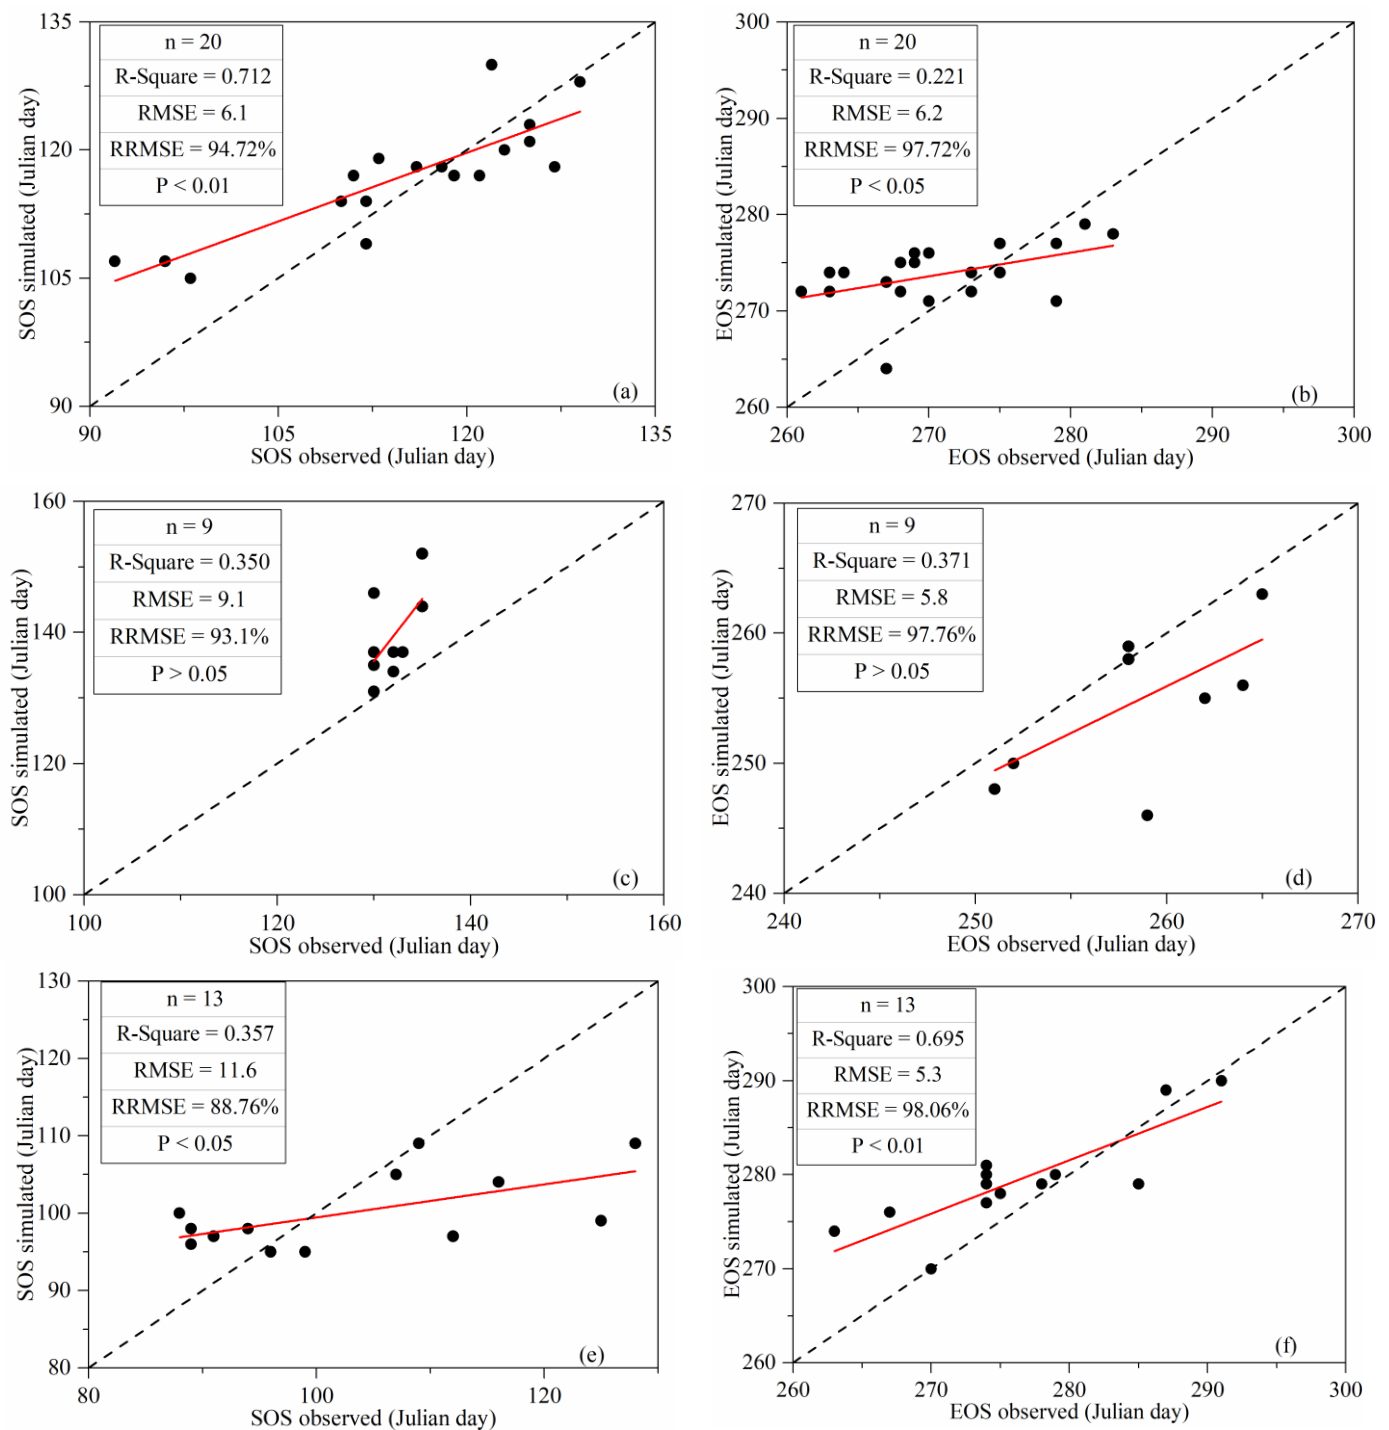 135
120
105
90
90
105
120
135
SOS simulated (Julian day)
SOS observed (Julian day)
n = 20
R-Square = 0.712
RMSE = 6.1
RRMSE = 94.72%
P < 0.01
(a)
300
290
280
270
260
260
270
280
290
300
EOS simulated (Julian day)
EOS observed (Julian day)
n = 20
R-Square = 0.221
RMSE = 6.2
RRMSE = 97.72%
P < 0.05
(b)
160
140
120
100
100
120
140
160
SOS simulated (Julian day)
SOS observed (Julian day)
n = 9
R-Square = 0.350
RMSE = 9.1
RRMSE = 93.1%
P > 0.05
(c)
270
260
250
240
240
250
260
270
EOS simulated (Julian day)
EOS observed (Julian day)
n = 9
R-Square = 0.371
RMSE = 5.8
RRMSE = 97.76%
P > 0.05
(d)
130
120
110
100
90
80
80
100
120
SOS simulated (Julian day)
SOS observed (Julian day)
n = 13
R-Square = 0.357
RMSE = 11.6
RRMSE = 88.76%
P < 0.05
(e)
300
290
280
270
260
260
270
280
290
300
EOS simulated (Julian day)
EOS observed (Julian day)
n = 13
R-Square = 0.695
RMSE = 5.3
RRMSE = 98.06%
P < 0.01
(f)